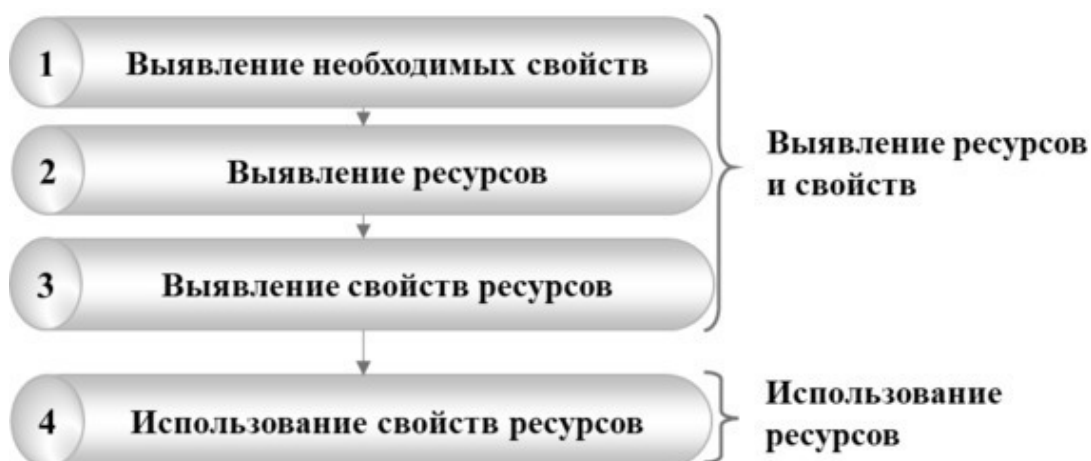 1 Выявление необходимых свойств
2 Выявление ресурсов
3 Выявление свойств ресурсов
Выявление ресурсов
и свойств
4 Использование свойств ресурсов
Использование
ресурсов